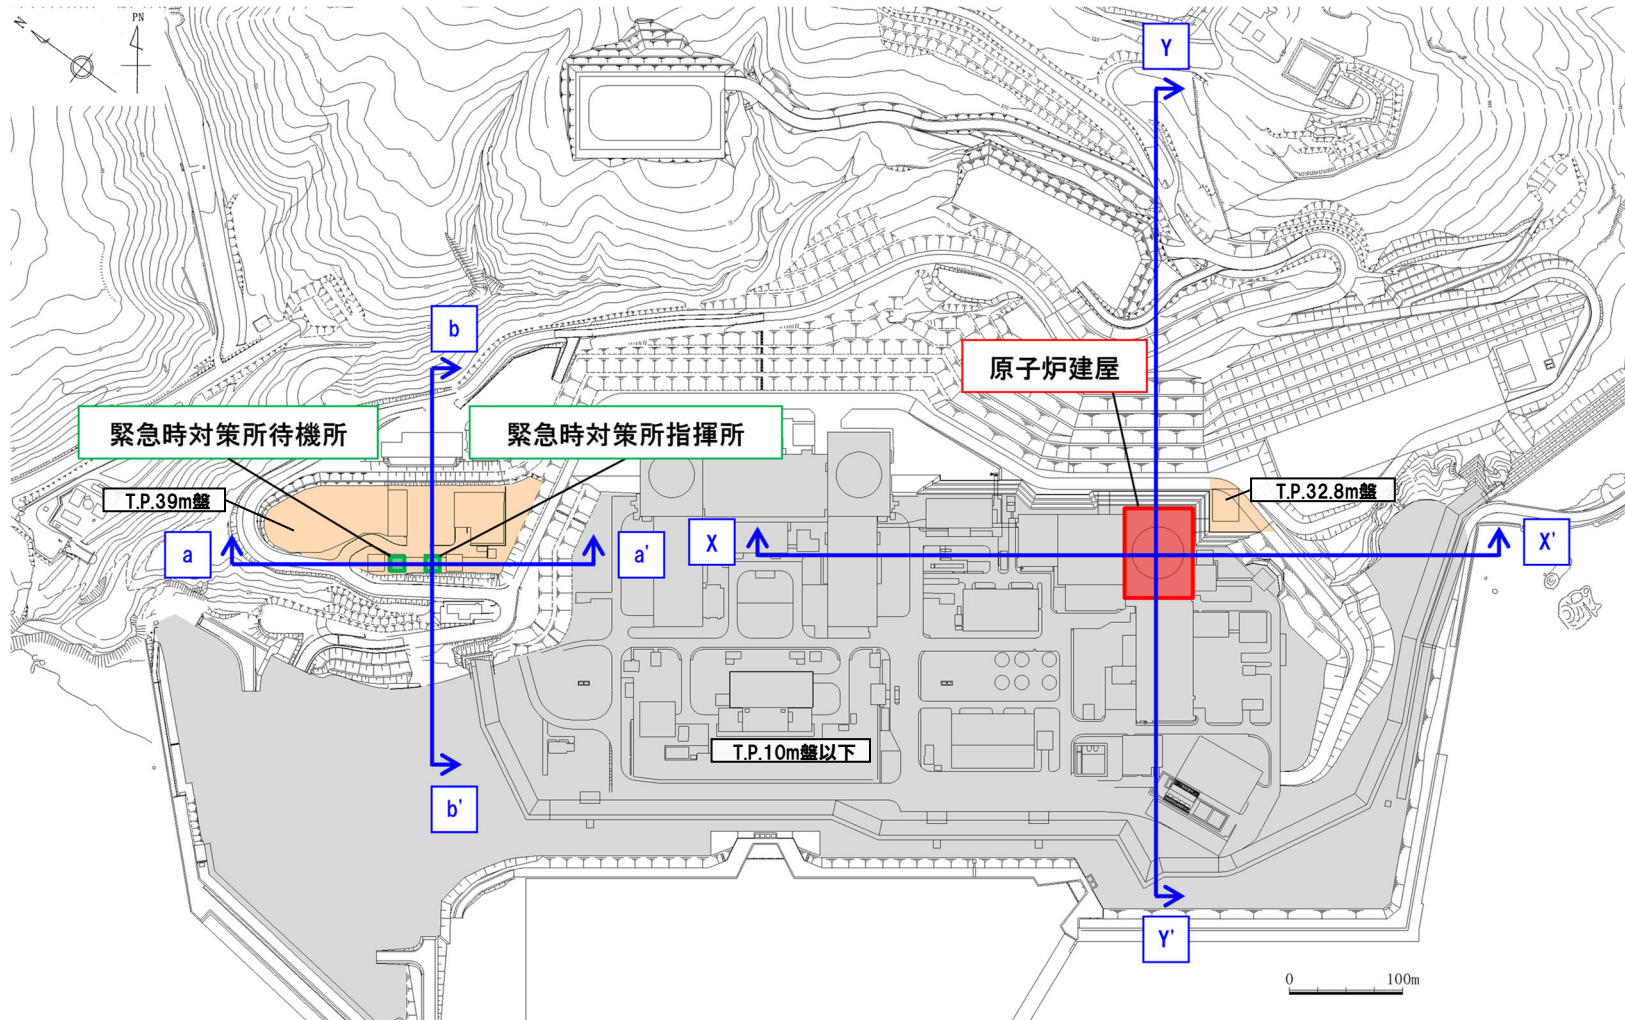 N
PN
Y
b
原子炉建屋
緊急時対策所待機所
緊急時対策所指揮所
T.P.39m盤
T.P.32.8m盤
a
a'
X
X'
T.P.10m盤以下
b'
Y'
0 100m